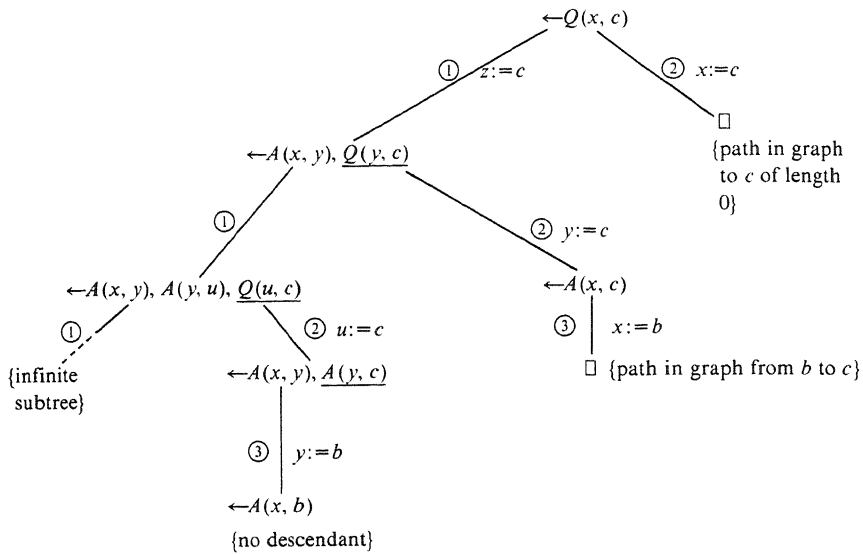 ←Q(x, c)
① z:=c
② x:=c
□
{path in graph
to c of length
0}
←A(x, y), Q(y, c)
①
② y:=c
←A(x, y), A(y, u), Q(u, c)
←A(x, c)
①
② u:=c
③ x:=b
{infinite
subtree}
←A(x, y), A(y, c)
□ {path in graph from b to c}
③ y:=b
←A(x, b)
{no descendant}